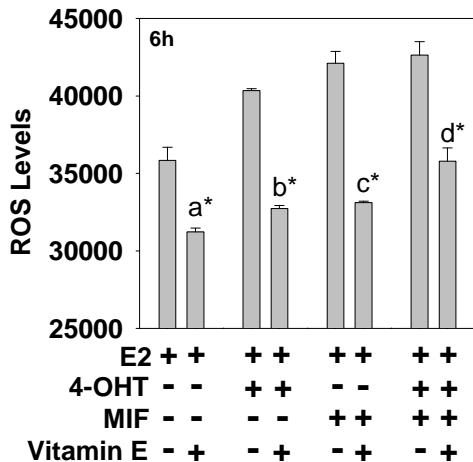 45000
6h
40000
35000
30000
25000
ROS Levels
a*
b*
c*
d*
E2 + + + + + + + +
4-OHT - - + + - - + +
MIF - - - - + + + +
Vitamin E - + - + - + - +